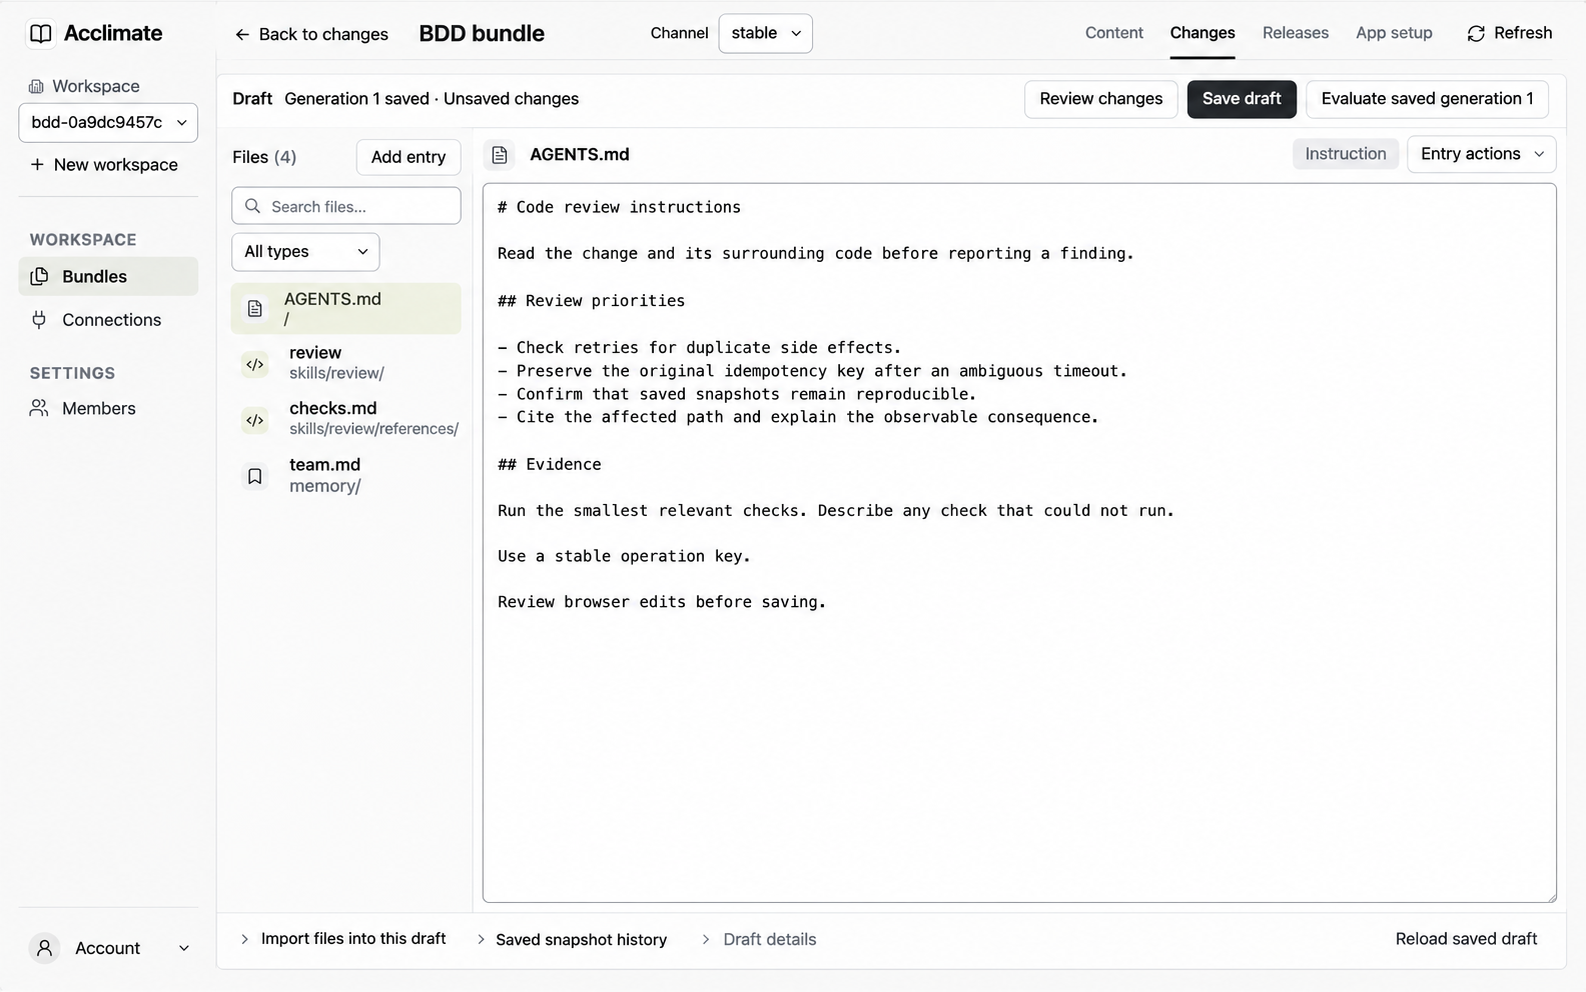 Acclimate
Workspace
bdd-0a9dc9457c
+ New workspace
WORKSPACE
Bundles
Connections
SETTINGS
Members
Account
← Back to changes
BDD bundle
Channel
stable
Content
Changes
Releases
App setup
Refresh
Draft Generation 1 saved · Unsaved changes
Review changes
Save draft
Evaluate saved generation 1
Files (4)
Add entry
Search files...
All types
AGENTS.md
/
review
skills/review/
checks.md
skills/review/references/
team.md
memory/
AGENTS.md
Instruction
Entry actions
# Code review instructions
Read the change and its surrounding code before reporting a finding.
## Review priorities
- Check retries for duplicate side effects.
- Preserve the original idempotency key after an ambiguous timeout.
- Confirm that saved snapshots remain reproducible.
- Cite the affected path and explain the observable consequence.
## Evidence
Run the smallest relevant checks. Describe any check that could not run.
Use a stable operation key.
Review browser edits before saving.
Import files into this draft
Saved snapshot history
Draft details
Reload saved draft